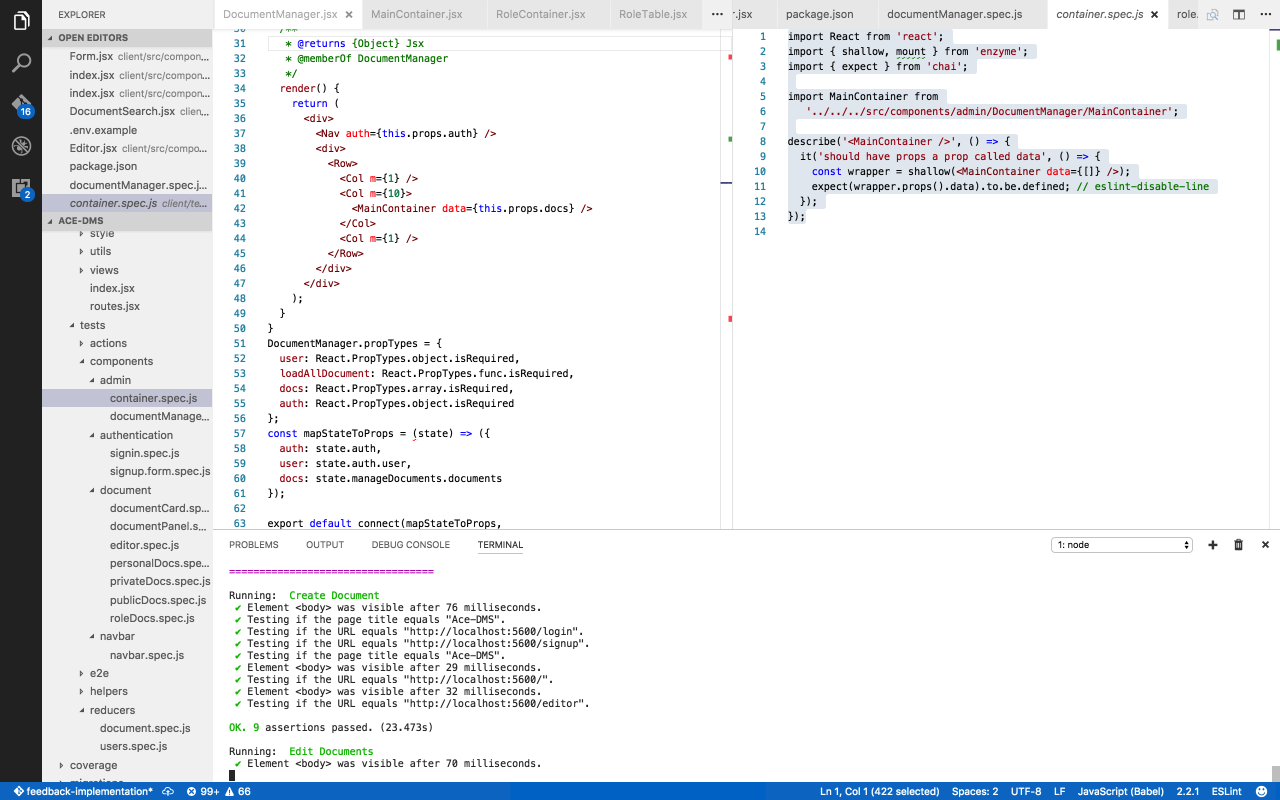 EXPLORER
OPEN EDITORS
Form.jsx client/src/compon...
index.jsx client/src/compon...
index.jsx client/src/compon...
DocumentSearch.jsx clien...
.env.example
Editor.jsx client/src/compo...
package.json
documentManager.spec.j...
container.spec.js client/te...
ACE-DMS
style
utils
views
index.jsx
routes.jsx
tests
actions
components
admin
container.spec.js
documentManage...
authentication
signin.spec.js
signup.form.spec.js
document
documentCard.sp...
documentPanel.s...
editor.spec.js
personalDocs.spe...
privateDocs.spec.js
publicDocs.spec.js
roleDocs.spec.js
navbar
navbar.spec.js
e2e
helpers
reducers
document.spec.js
users.spec.js
coverage
migrations
16
2
DocumentManager.jsx MainContainer.jsx RoleContainer.jsx RoleTable.jsx
30 /**
31 * @returns {Object} Jsx
32 * @memberOf DocumentManager
33 */
34 render() {
35 return (
36 <div>
37 <Nav auth={this.props.auth} />
38 <div>
39 <Row>
40 <Col m={1} />
41 <Col m={10}>
42 <MainContainer data={this.props.docs} />
43 </Col>
44 <Col m={1} />
45 </Row>
46 </div>
47 </div>
48 );
49 }
50 }
51 DocumentManager.propTypes = {
52 user: React.PropTypes.object.isRequired,
53 loadAllDocument: React.PropTypes.func.isRequired,
54 docs: React.PropTypes.array.isRequired,
55 auth: React.PropTypes.object.isRequired
56 };
57 const mapStateToProps = (state) => ({
58 auth: state.auth,
59 user: state.auth.user,
60 docs: state.manageDocuments.documents
61 });
62
63 export default connect(mapStateToProps,
r.jsx package.json documentManager.spec.js container.spec.js role.
1 import React from 'react';
2 import { shallow, mount } from 'enzyme';
3 import { expect } from 'chai';
4
5 import MainContainer from
6 '../../../src/components/admin/DocumentManager/MainContainer';
7
8 describe('<MainContainer />', () => {
9 it('should have props a prop called data', () => {
10 const wrapper = shallow(<MainContainer data={[]} />);
11 expect(wrapper.props().data).to.be.defined; // eslint-disable-line
12 });
13 });
14
PROBLEMS OUTPUT DEBUG CONSOLE TERMINAL
1: node
==================================
Running: Create Document
✔ Element <body> was visible after 76 milliseconds.
✔ Testing if the page title equals "Ace-DMS".
✔ Testing if the URL equals "http://localhost:5600/login".
✔ Testing if the URL equals "http://localhost:5600/signup".
✔ Testing if the page title equals "Ace-DMS".
✔ Element <body> was visible after 29 milliseconds.
✔ Testing if the URL equals "http://localhost:5600/".
✔ Element <body> was visible after 32 milliseconds.
✔ Testing if the URL equals "http://localhost:5600/editor".
OK. 9 assertions passed. (23.473s)
Running: Edit Documents
✔ Element <body> was visible after 70 milliseconds.
feedback-implementation* 99+ 66 Ln 1, Col 1 (422 selected) Spaces: 2 UTF-8 LF JavaScript (Babel) 2.2.1 ESLint